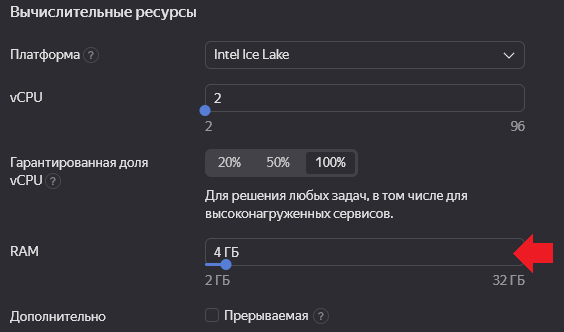 Вычислительные ресурсы
Платформа ?
Intel Ice Lake
vCPU
2
2 96
Гарантированная доля
vCPU ?
20% 50% 100%
Для решения любых задач, в том числе для
высоконагруженных сервисов.
RAM
4 ГБ
2 ГБ 32 ГБ
Дополнительно
Прерываемая ?